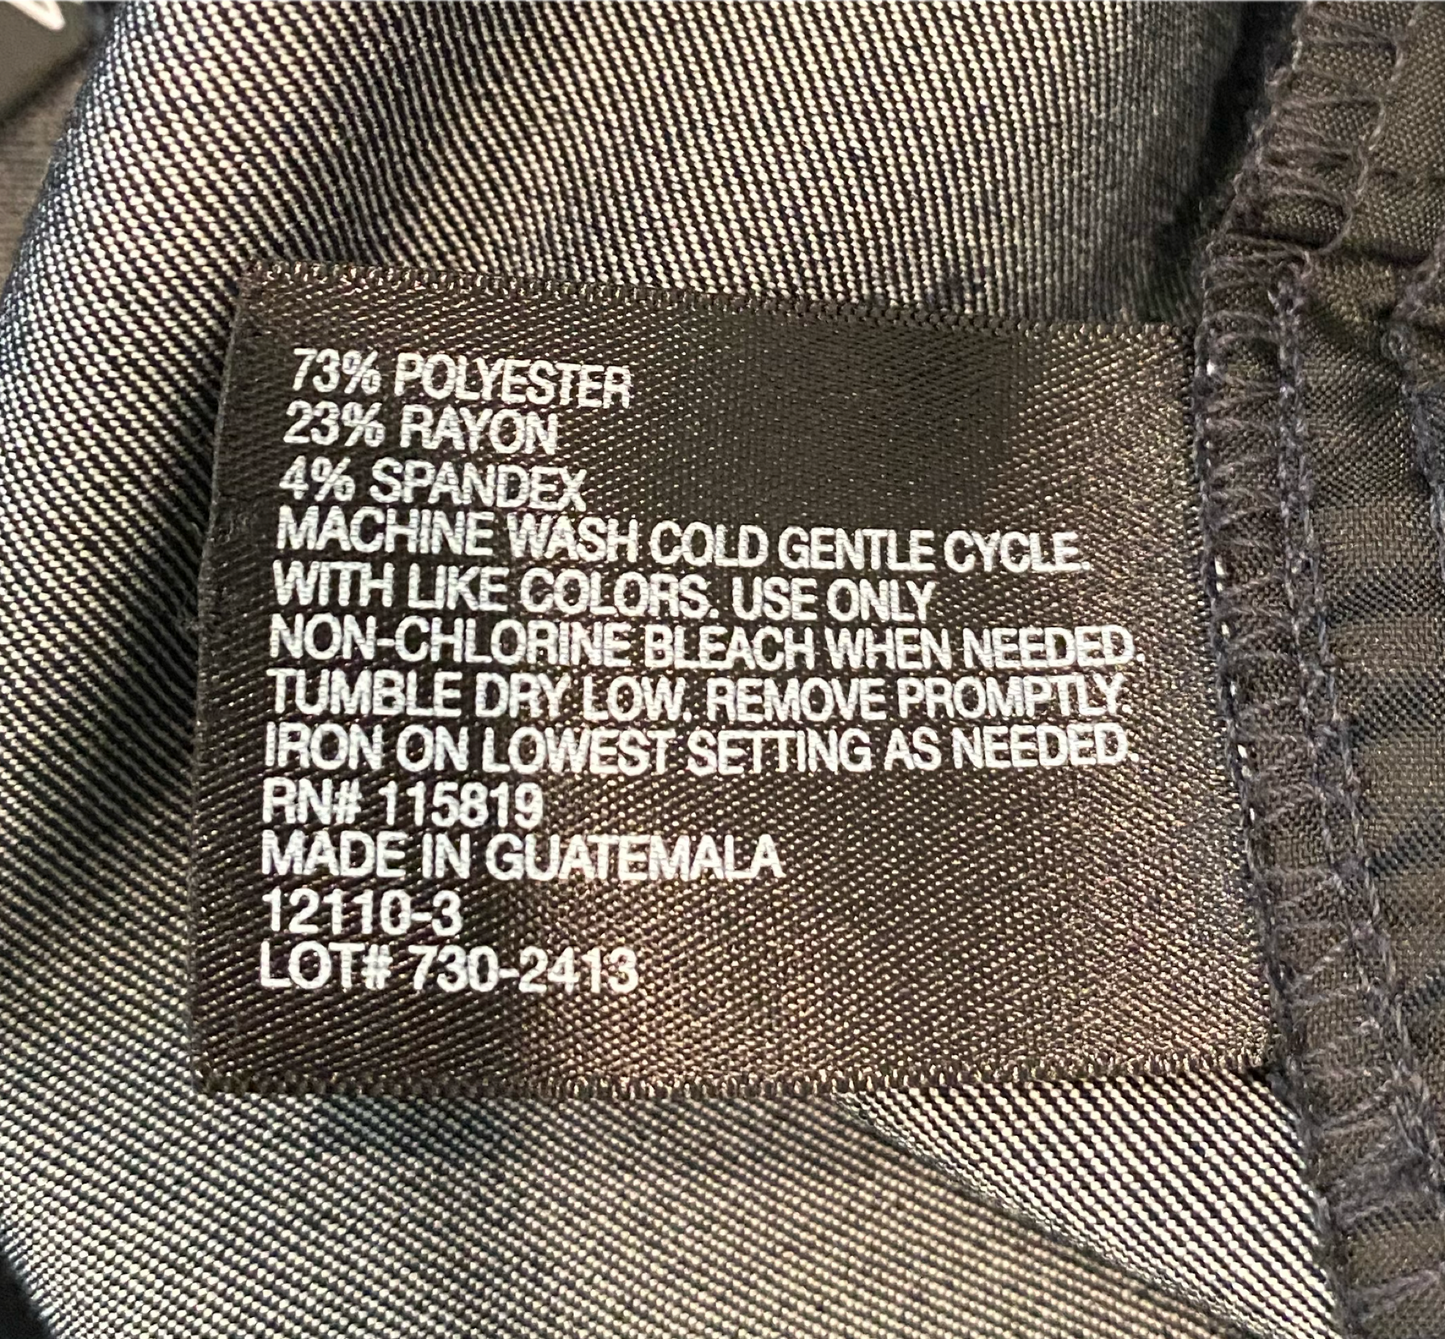 73% POLYESTER
23% RAYON
4% SPANDEX
MACHINE WASH COLD GENTLE CYCLE.
WITH LIKE COLORS. USE ONLY
NON-CHLORINE BLEACH WHEN NEEDED.
TUMBLE DRY LOW. REMOVE PROMPTLY.
IRON ON LOWEST SETTING AS NEEDED.
RN# 115819
MADE IN GUATEMALA
12110-3
LOT# 730-2413